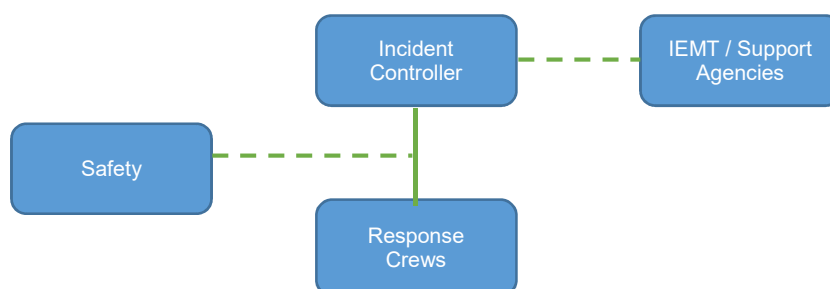 Incident
Controller
IEMT / Support
Agencies
Safety
Response
Crews